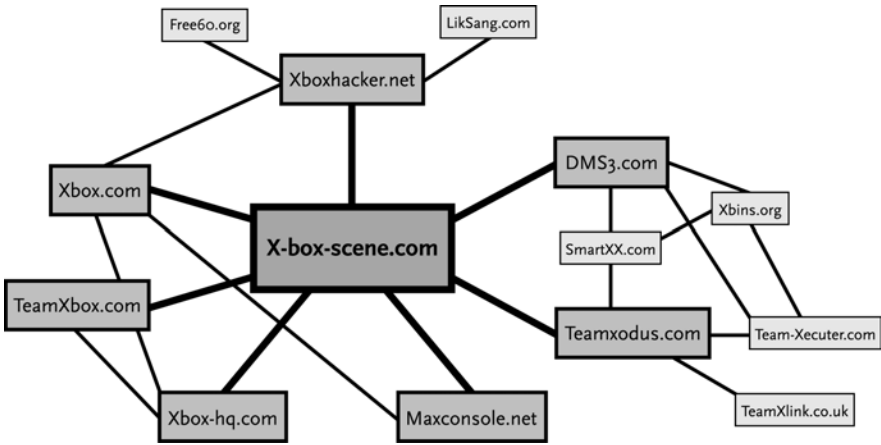 Free60.org
LikSang.com
Xboxhacker.net
DMS3.com
Xbox.com
Xbins.org
X-box-scene.com
SmartXX.com
TeamXbox.com
Teamxodus.com
Team-Xecuter.com
Xbox-hq.com
Maxconsole.net
TeamXlink.co.uk